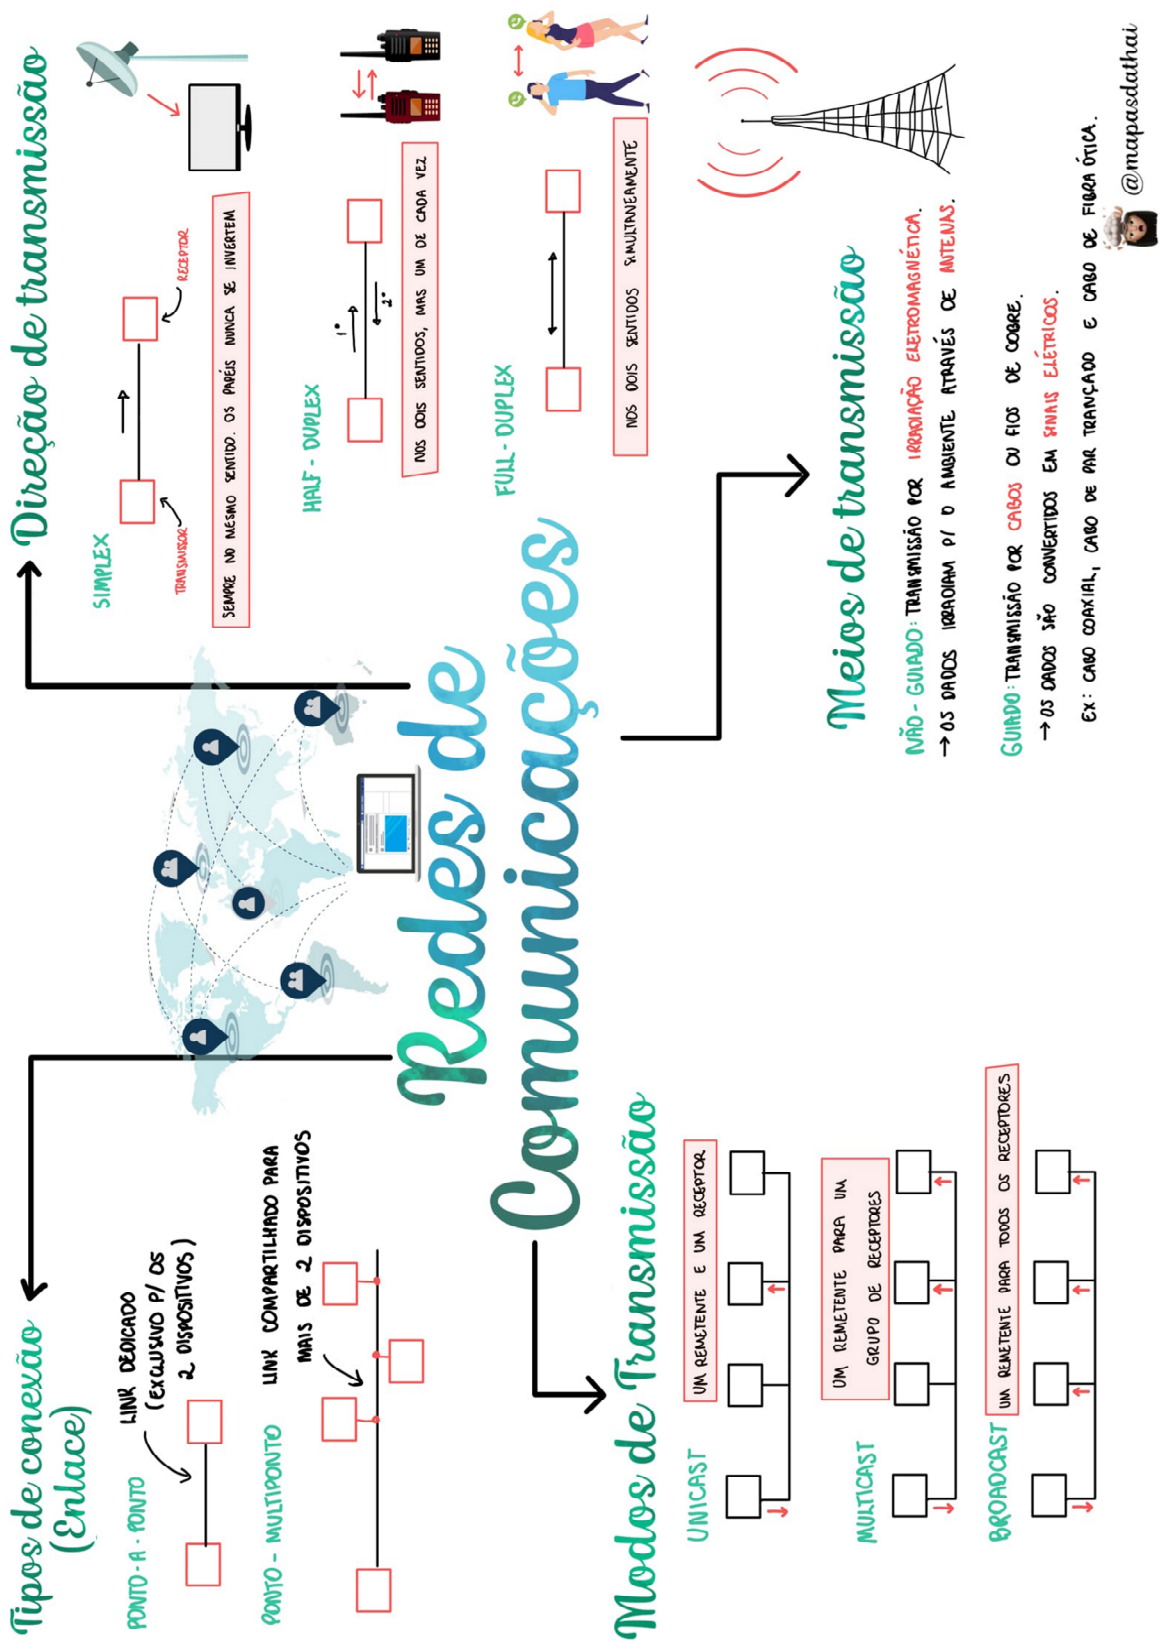 Redes de
Comunicações
Tipos de conexão
(Enlace)
PONTO - A - PONTO
LINK DEDICADO
(EXCLUSIVO P/ OS
2 DISPOSITIVOS)
PONTO - MULTIPONTO
LINK COMPARTILHADO PARA
MAIS DE 2 DISPOSITIVOS
Direção de transmissão
SIMPLEX
TRANSMISSOR
RECEPTOR
SEMPRE NO MESMO SENTIDO. OS PAPÉIS NUNCA SE INVERTEM
HALF - DUPLEX
1º
2º
NOS DOIS SENTIDOS, MAS UM DE CADA VEZ
FULL - DUPLEX
NOS DOIS SENTIDOS SIMULTANEAMENTE
Modos de Transmissão
UNICAST
UM REMETENTE E UM RECEPTOR
MULTICAST
UM REMETENTE PARA UM
GRUPO DE RECEPTORES
BROADCAST
UM REMETENTE PARA TODOS OS RECEPTORES
Meios de transmissão
NÃO - GUIADO: TRANSMISSÃO POR IRRADIAÇÃO ELETROMAGNÉTICA.
→ OS DADOS IRRADIAM P/ O AMBIENTE ATRAVÉS DE ANTENAS.
GUIADO: TRANSMISSÃO POR CABOS OU FIOS DE COBRE.
→ OS DADOS SÃO CONVERTIDOS EM SINAIS ELÉTRICOS.
EX: CABO COAXIAL, CABO DE PAR TRANÇADO E CABO DE FIBRA ÓTICA.
@mapasdathai